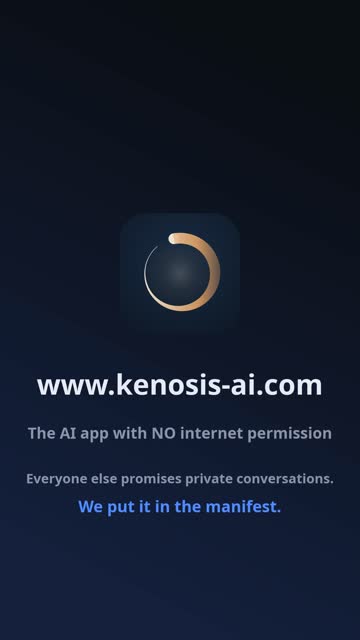 www.kenosis-ai.com
The AI app with NO internet permission
Everyone else promises private conversations.
We put it in the manifest.